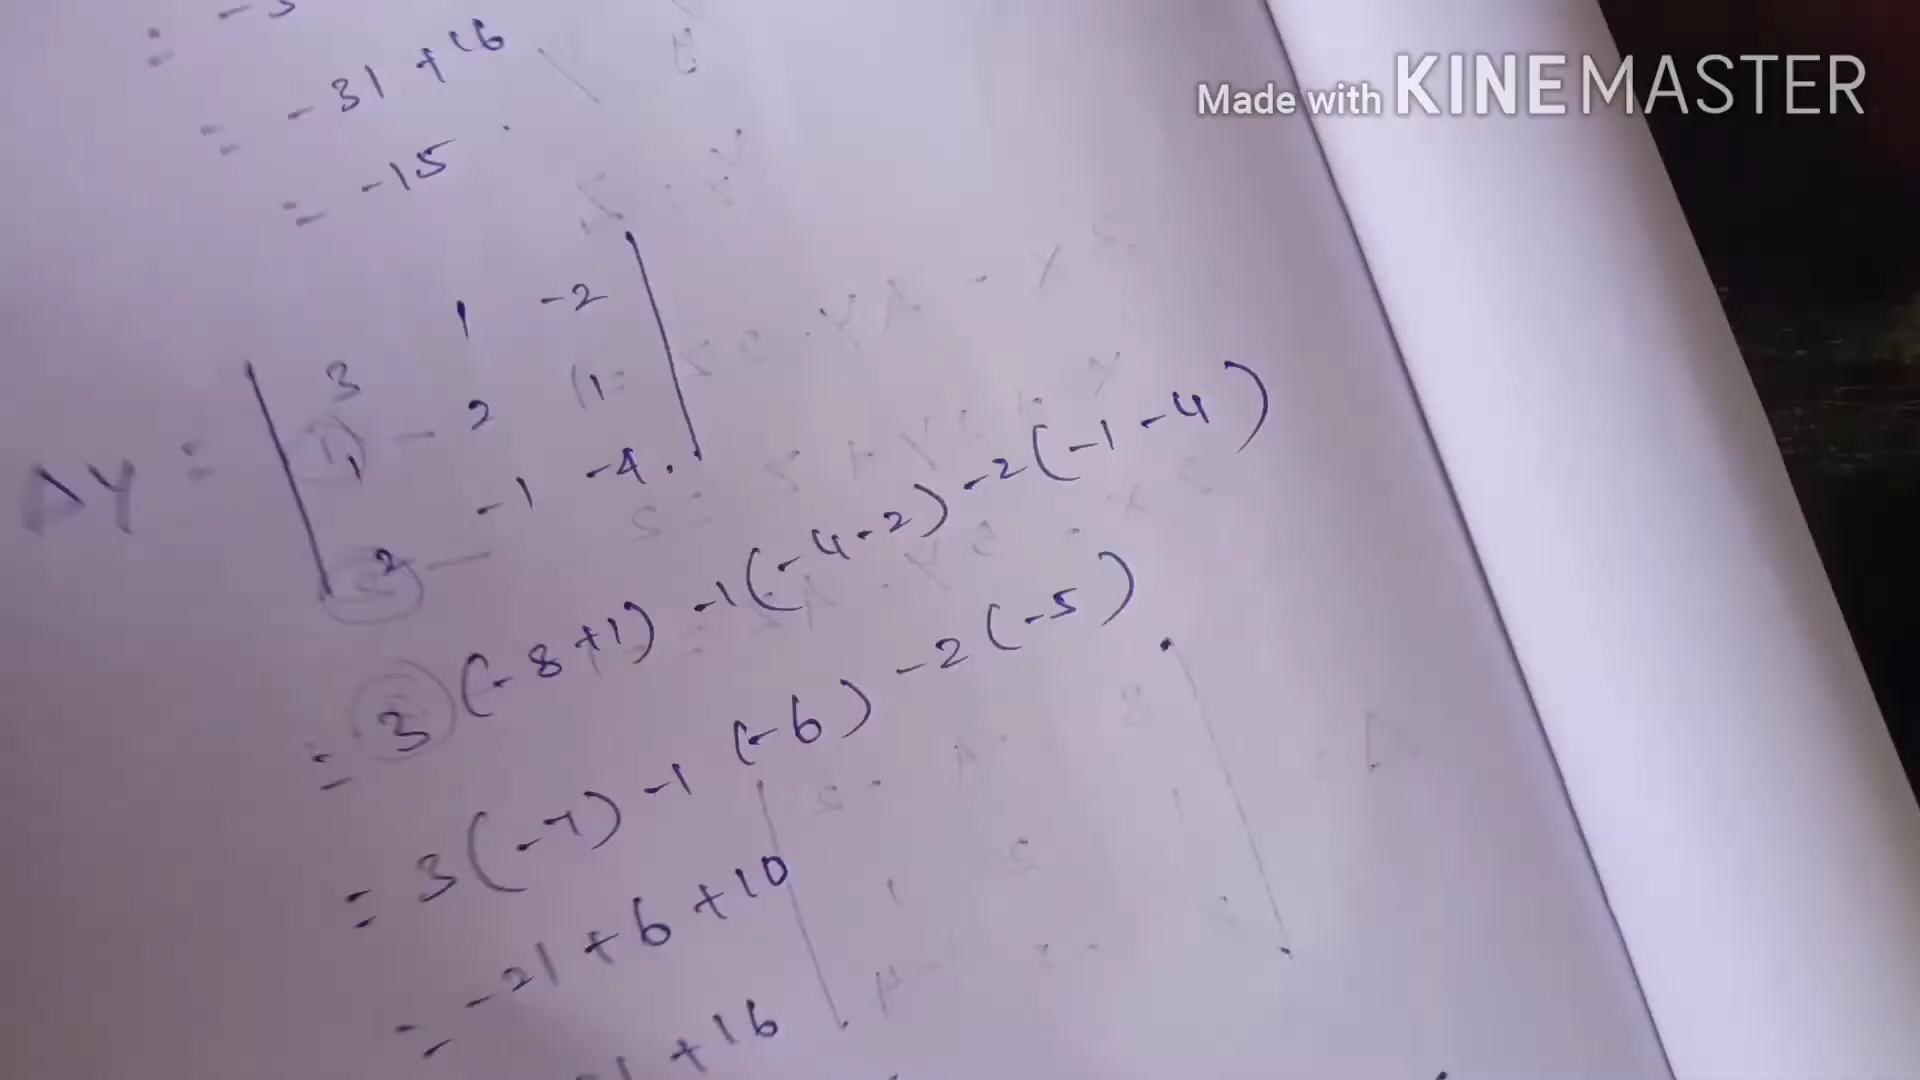 Made with KINEMASTER
= -3
= -31 +16
= -15
ΔY =
3 1 -2
1 2 1
2 -1 -4
= 3(-8+1) -1(-4-2) -2(-1-4)
= 3(-7) -1(-6) -2(-5)
= -21 +6 +10
+16